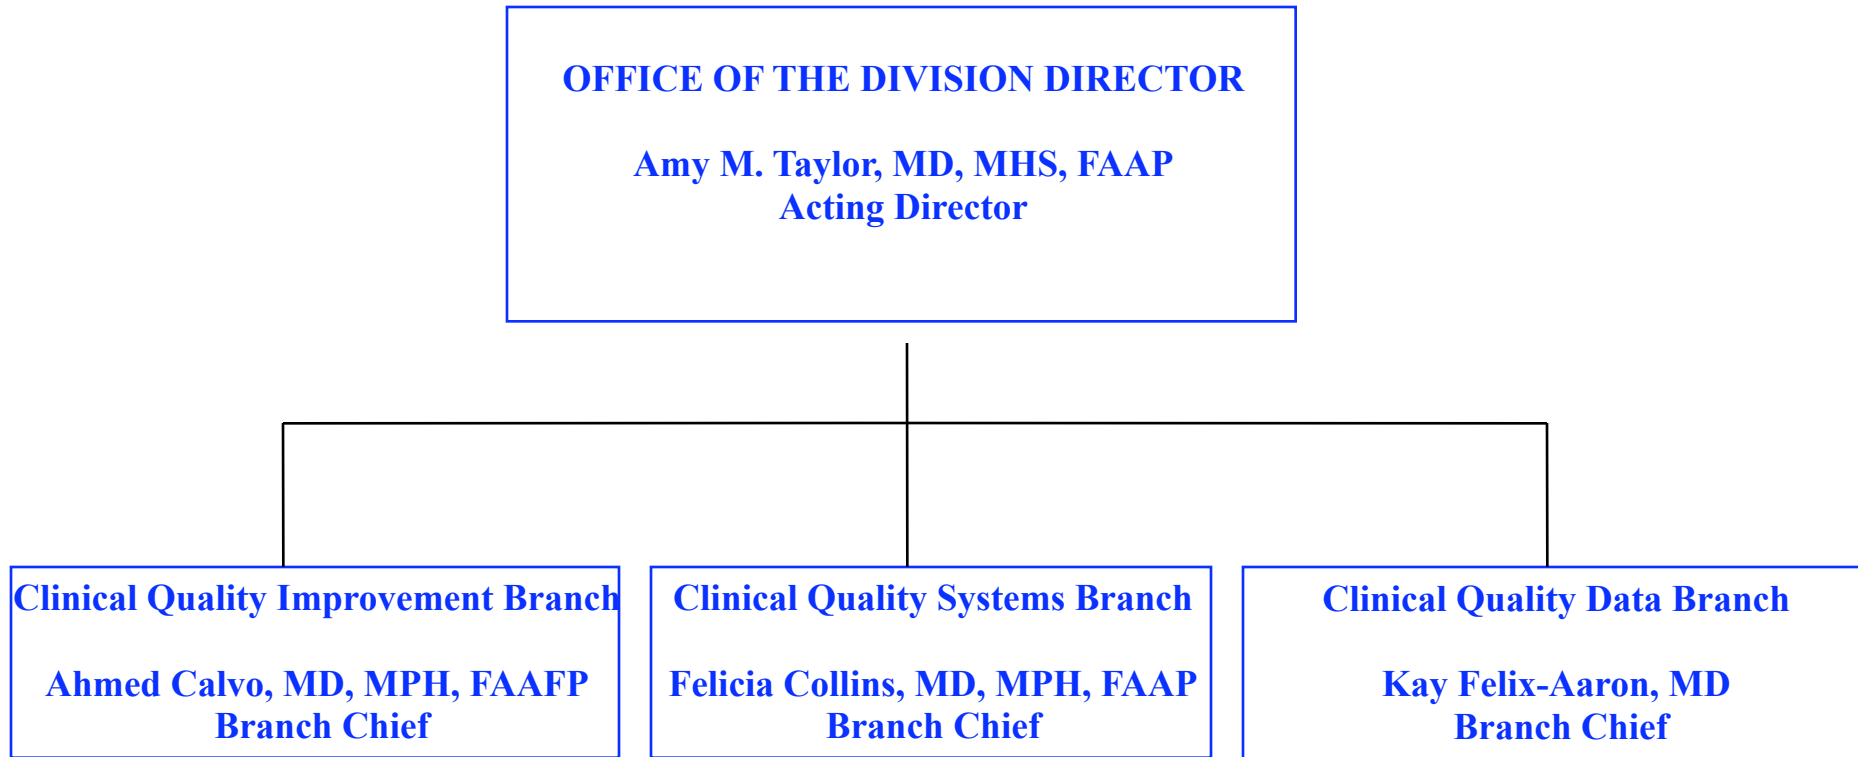 OFFICE OF THE DIVISION DIRECTOR
Amy M. Taylor, MD, MHS, FAAP
Acting Director
Clinical Quality Improvement Branch
Ahmed Calvo, MD, MPH, FAAFP
Branch Chief
Clinical Quality Systems Branch
Felicia Collins, MD, MPH, FAAP
Branch Chief
Clinical Quality Data Branch
Kay Felix-Aaron, MD
Branch Chief